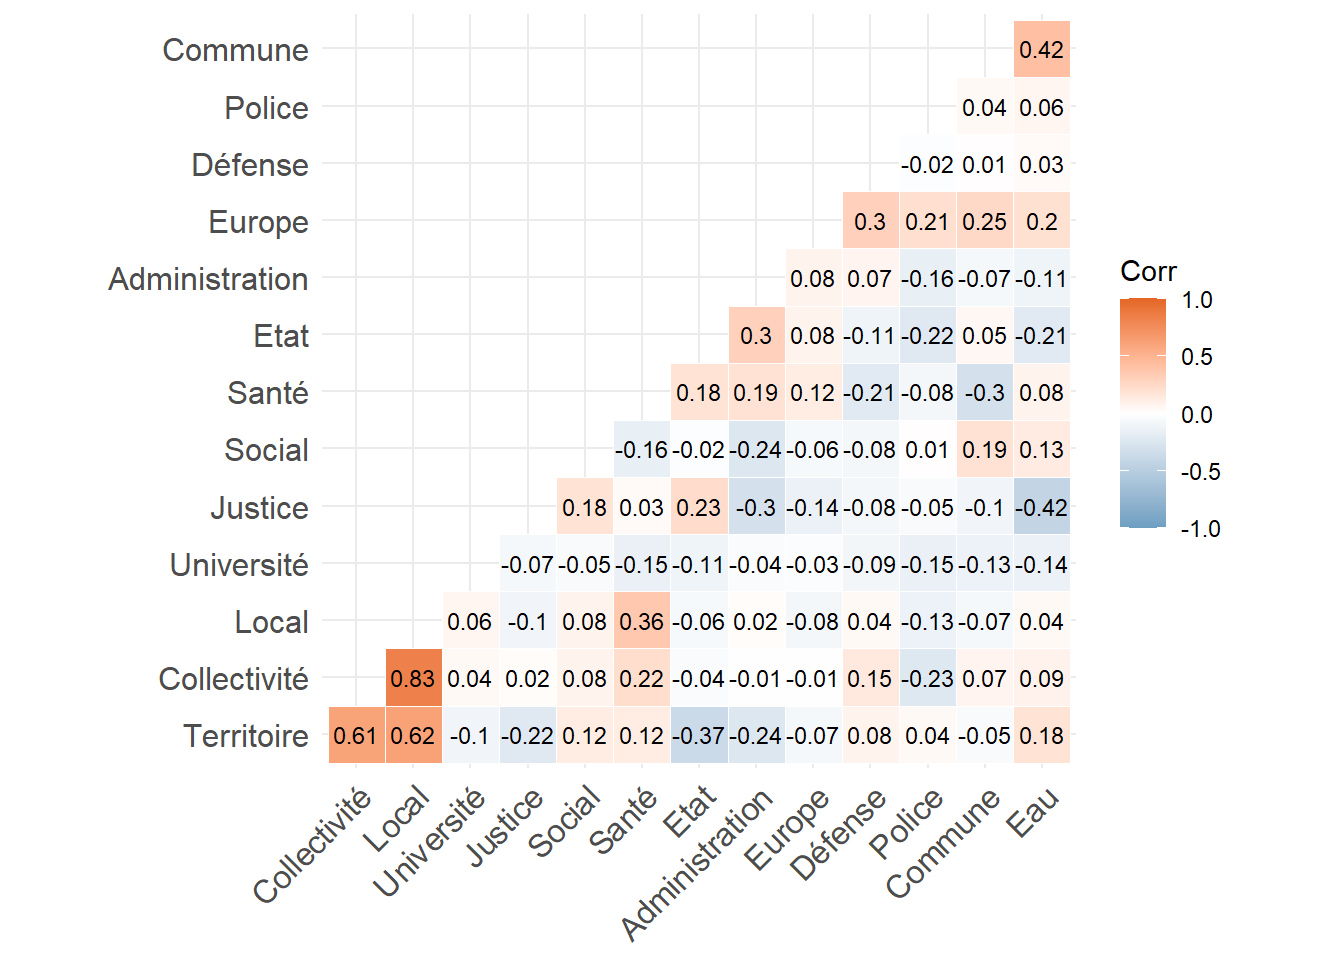 Commune 0.42
Police 0.04 0.06
Défense -0.02 0.01 0.03
Europe 0.3 0.21 0.25 0.2
Administration 0.08 0.07 -0.16 -0.07 -0.11
Etat 0.3 0.08 -0.11 -0.22 0.05 -0.21
Santé 0.18 0.19 0.12 -0.21 -0.08 -0.3 0.08
Social -0.16 -0.02 -0.24 -0.06 -0.08 0.01 0.19 0.13
Justice 0.18 0.03 0.23 -0.3 -0.14 -0.08 -0.05 -0.1 -0.42
Université -0.07 -0.05 -0.15 -0.11 -0.04 -0.03 -0.09 -0.15 -0.13 -0.14
Local 0.06 -0.1 0.08 0.36 -0.06 0.02 -0.08 0.04 -0.13 -0.07 0.04
Collectivité 0.83 0.04 0.02 0.08 0.22 -0.04 -0.01 -0.01 0.15 -0.23 0.07 0.09
Territoire 0.61 0.62 -0.1 -0.22 0.12 0.12 -0.37 -0.24 -0.07 0.08 0.04 -0.05 0.18
Collectivité
Local
Université
Justice
Social
Santé
Etat
Administration
Europe
Défense
Police
Commune
Eau
Corr
1.0
0.5
0.0
-0.5
-1.0